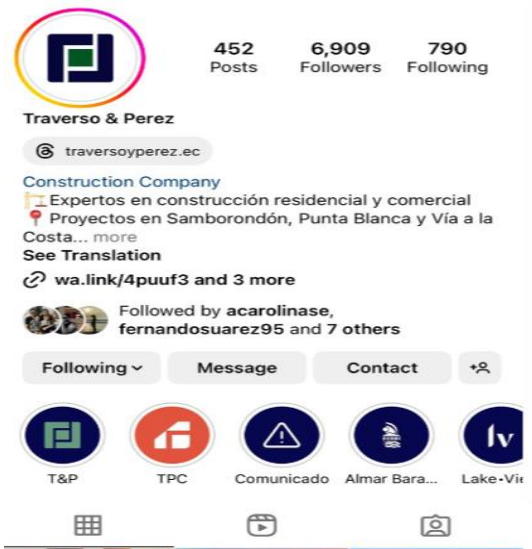 452 6,909 790
Posts Followers Following
Traverso & Perez
traversoyperez.ec
Construction Company
Expertos en construcción residencial y comercial
Proyectos en Samborondón, Punta Blanca y Vía a la
Costa... more
See Translation
wa.link/4puuf3 and 3 more
Followed by acarolinase,
fernandosuarez95 and 7 others
Following Message Contact
T&P TPC Comunicado Almar Bara... Lake-Vie